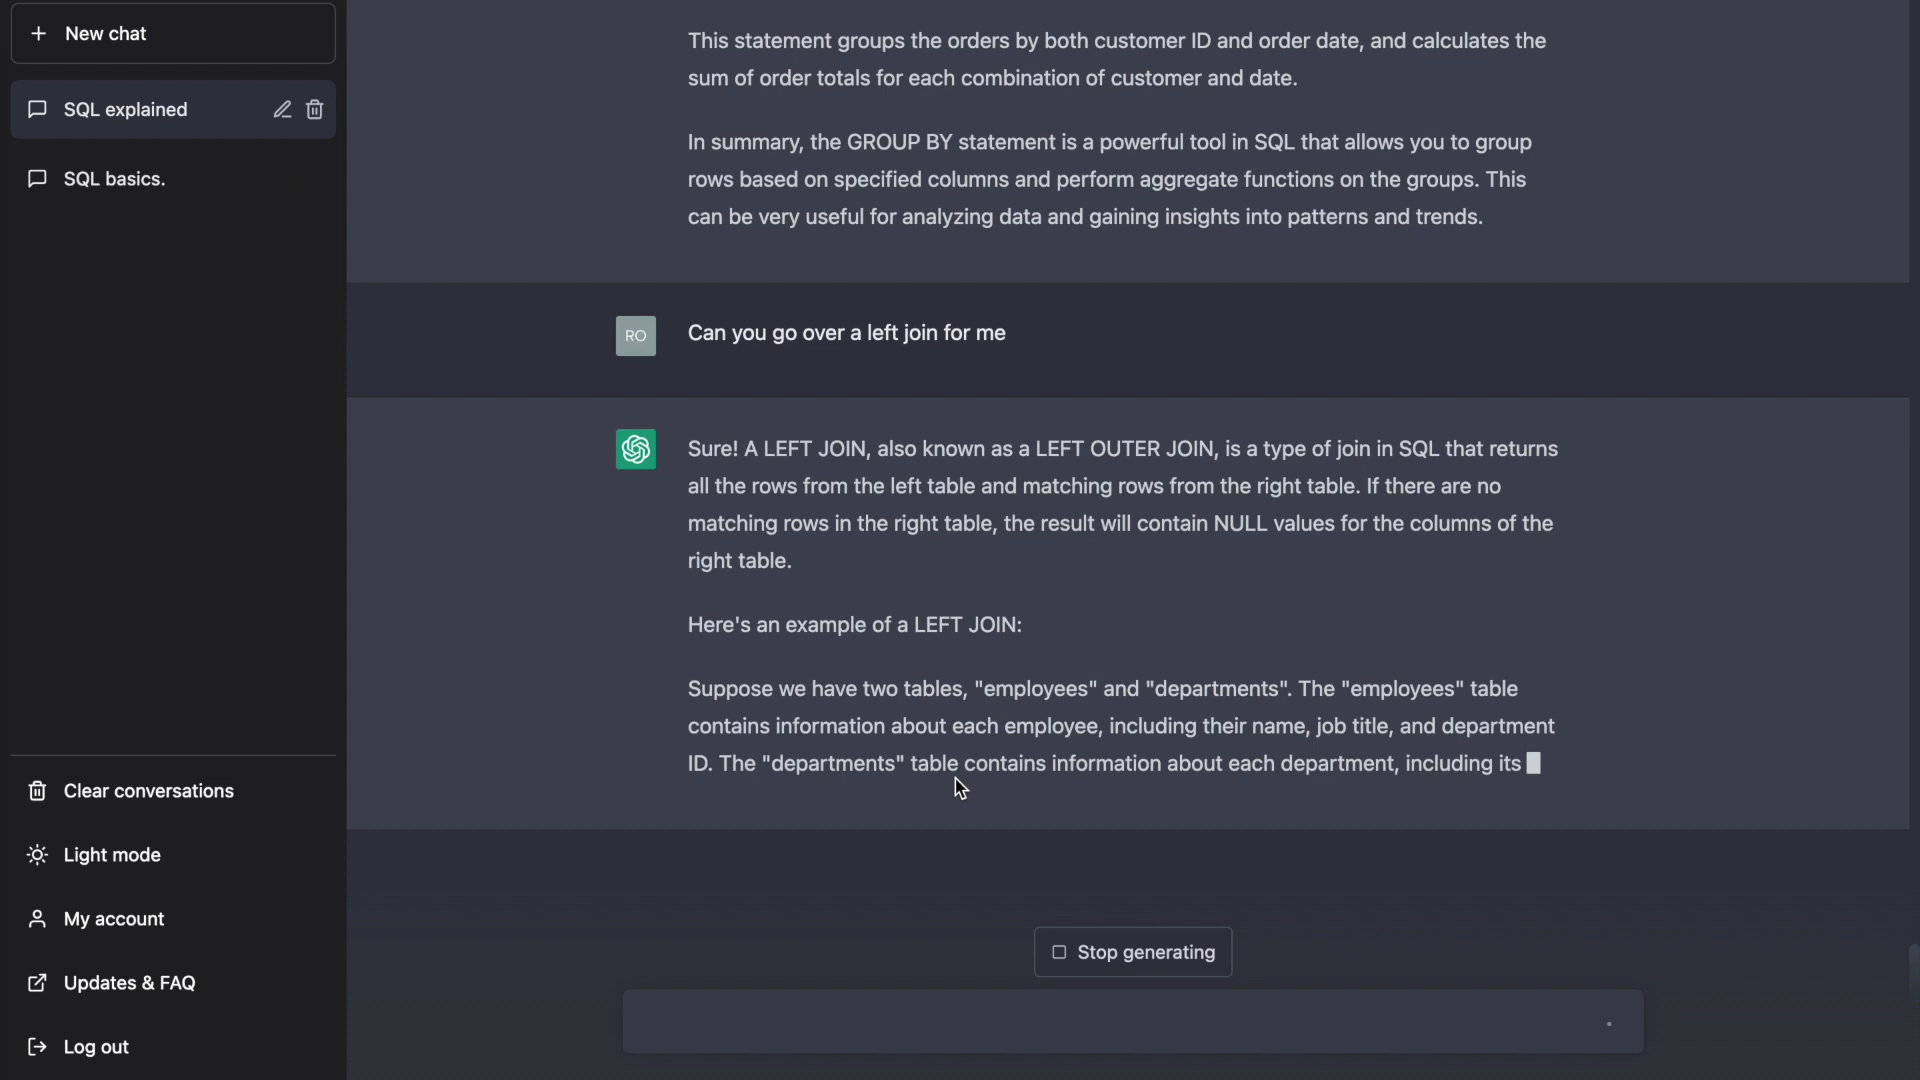 New chat
SQL explained
SQL basics.
Clear conversations
Light mode
My account
Updates & FAQ
Log out
This statement groups the orders by both customer ID and order date, and calculates the
sum of order totals for each combination of customer and date.
In summary, the GROUP BY statement is a powerful tool in SQL that allows you to group
rows based on specified columns and perform aggregate functions on the groups. This
can be very useful for analyzing data and gaining insights into patterns and trends.
RO
Can you go over a left join for me
Sure! A LEFT JOIN, also known as a LEFT OUTER JOIN, is a type of join in SQL that returns
all the rows from the left table and matching rows from the right table. If there are no
matching rows in the right table, the result will contain NULL values for the columns of the
right table.
Here's an example of a LEFT JOIN:
Suppose we have two tables, "employees" and "departments". The "employees" table
contains information about each employee, including their name, job title, and department
ID. The "departments" table contains information about each department, including its
Stop generating